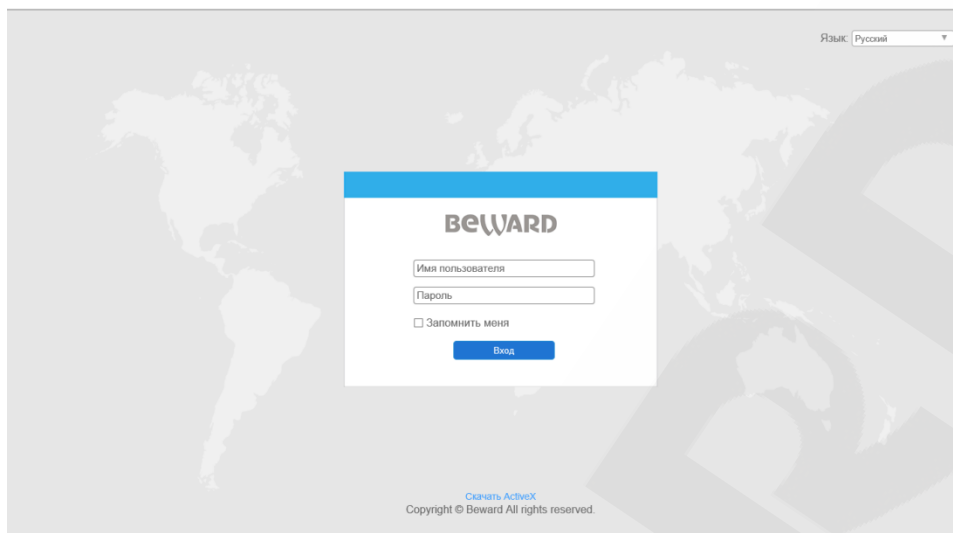 Язык: Русский
BEWARD
Имя пользователя
Пароль
Запомнить меня
Вход
Скачать ActiveX
Copyright © Beward All rights reserved.